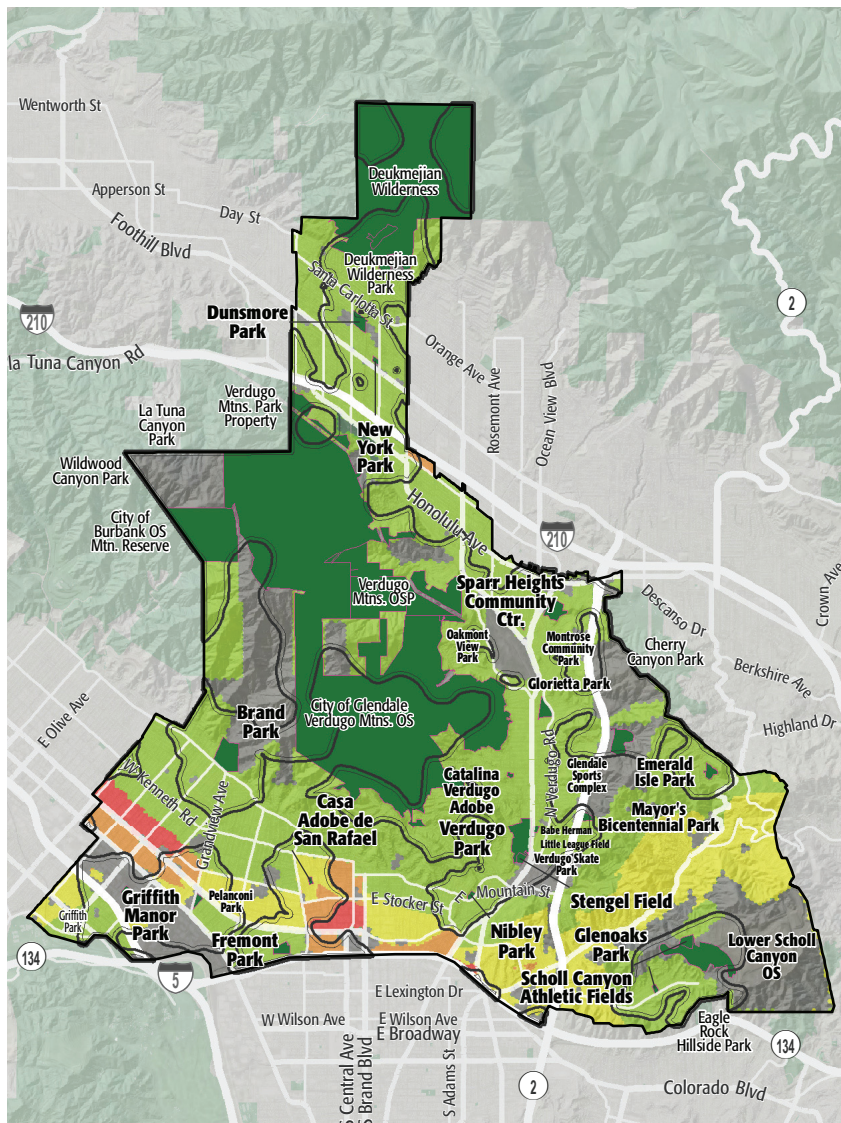 Wentworth St
Deukmejian
Wilderness
Apperson St
Day St
Foothill Blvd
Deukmejian
Wilderness
Park
Santa Carlotta St
2
210
Dunsmore
Park
la Tuna Canyon Rd
Orange Ave
Rosemont Ave
Ocean View Blvd
Verdugo
Mtns. Park
Property
La Tuna
Canyon
Park
New
York
Park
Wildwood
Canyon Park
City of
Burbank OS
Mtn. Reserve
Honolulu Ave
210
Verdugo
Mtns. OSP
Sparr Heights
Community
Ctr.
Descanso Dr
Crown Ave
Oakmont
View
Park
Montrose
Community
Park
Cherry
Canyon Park
Berkshire Ave
Glorietta Park
E Olive Ave
Brand
Park
City of Glendale
Verdugo Mtns. OS
Highland Dr
N Verdugo Rd
Glendale
Sports
Complex
Emerald
Isle Park
W Kenneth Rd
Grandview Ave
Catalina
Verdugo
Adobe
Casa
Adobe de
San Rafael
Mayor's
Bicentennial Park
Verdugo
Park
Babe Herman
Little League Field
Verdugo Skate
Park
Griffith
Manor
Park
Pelanconi
Park
E Stocker St
E
Mountain St
Stengel Field
Griffith
Park
Fremont
Park
Nibley
Park
Glenoaks
Park
Lower Scholl
Canyon
OS
134
5
Scholl Canyon
Athletic Fields
E Lexington Dr
W Wilson Ave
E Wilson Ave
E Broadway
Eagle
Rock
Hillside Park
134
S Central Ave
S Brand Blvd
S Adams St
2
Colorado Blvd